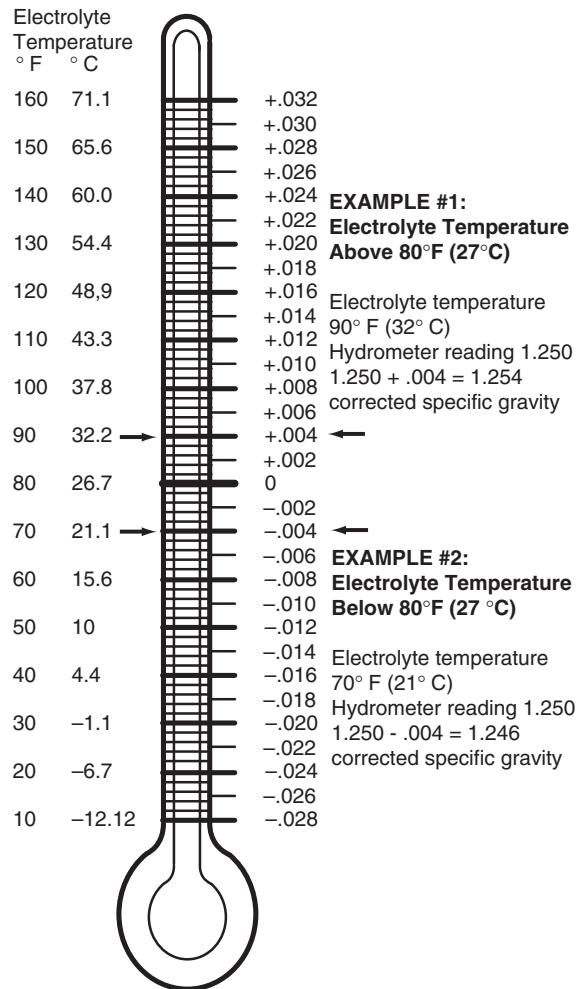 Electrolyte
Temperature
° F ° C
160 71.1 +.032
+.030
150 65.6 +.028
+.026
140 60.0 +.024
+.022
130 54.4 +.020
+.018
120 48,9 +.016
+.014
110 43.3 +.012
+.010
100 37.8 +.008
+.006
90 32.2 +.004
+.002
80 26.7 0
–.002
70 21.1 –.004
–.006
60 15.6 –.008
–.010
50 10 –.012
–.014
40 4.4 –.016
–.018
30 –1.1 –.020
–.022
20 –6.7 –.024
–.026
10 –12.12 –.028
EXAMPLE #1:
Electrolyte Temperature
Above 80°F (27°C)
Electrolyte temperature
90° F (32° C)
Hydrometer reading 1.250
1.250 + .004 = 1.254
corrected specific gravity
EXAMPLE #2:
Electrolyte Temperature
Below 80°F (27 °C)
Electrolyte temperature
70° F (21° C)
Hydrometer reading 1.250
1.250 - .004 = 1.246
corrected specific gravity